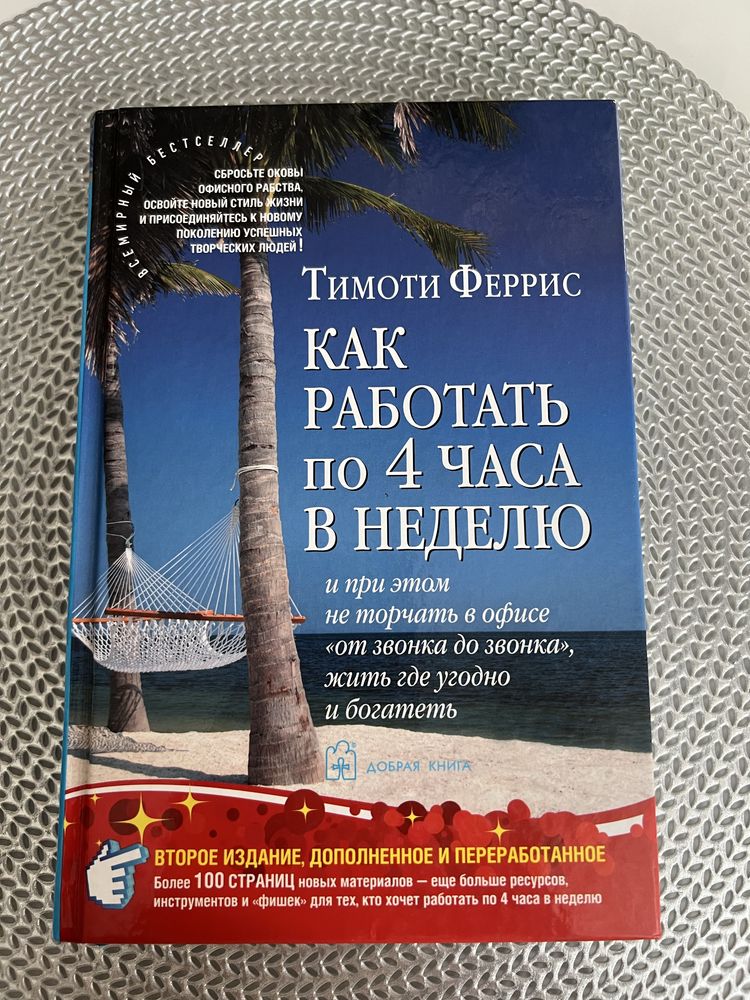 ВСЕМИРНЫЙ БЕСТСЕЛЛЕР
СБРОСЬТЕ ОКОВЫ
ОФИСНОГО РАБСТВА,
ОСВОЙТЕ НОВЫЙ СТИЛЬ ЖИЗНИ
И ПРИСОЕДИНЯЙТЕСЬ К НОВОМУ
ПОКОЛЕНИЮ УСПЕШНЫХ
ТВОРЧЕСКИХ ЛЮДЕЙ!
ТИМОТИ ФЕРРИС
КАК
РАБОТАТЬ
ПО 4 ЧАСА
В НЕДЕЛЮ
и при этом
не торчать в офисе
«от звонка до звонка»,
жить где угодно
и богатеть
®
ДОБРАЯ КНИГА
ВТОРОЕ ИЗДАНИЕ, ДОПОЛНЕННОЕ И ПЕРЕРАБОТАННОЕ
Более 100 СТРАНИЦ новых материалов — еще больше ресурсов,
инструментов и «фишек» для тех, кто хочет работать по 4 часа в неделю